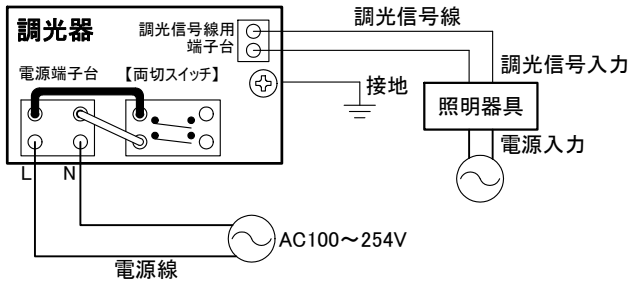 調光器
調光信号線用
端子台
調光信号線
電源端子台
【両切スイッチ】
接地
調光信号入力
照明器具
電源入力
L
N
AC100～254V
電源線